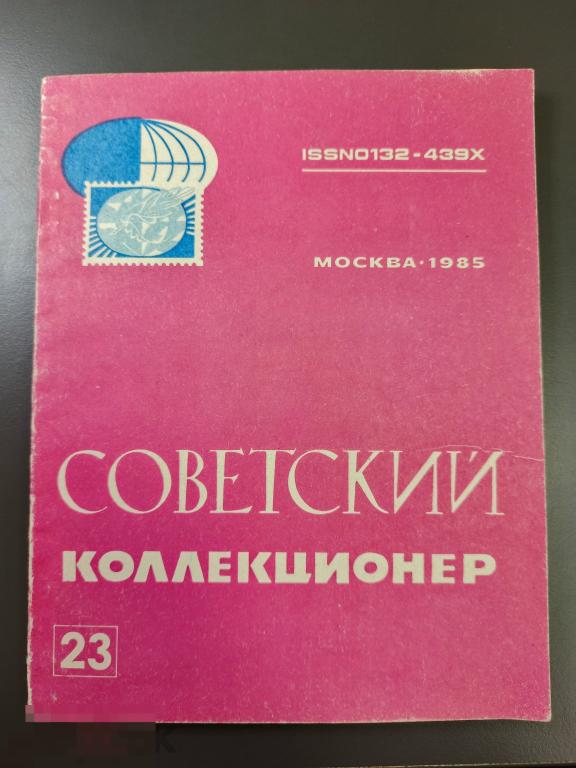 ISSN0132-439X
МОСКВА·1985
СОВЕТСКИЙ
КОЛЛЕКЦИОНЕР
23